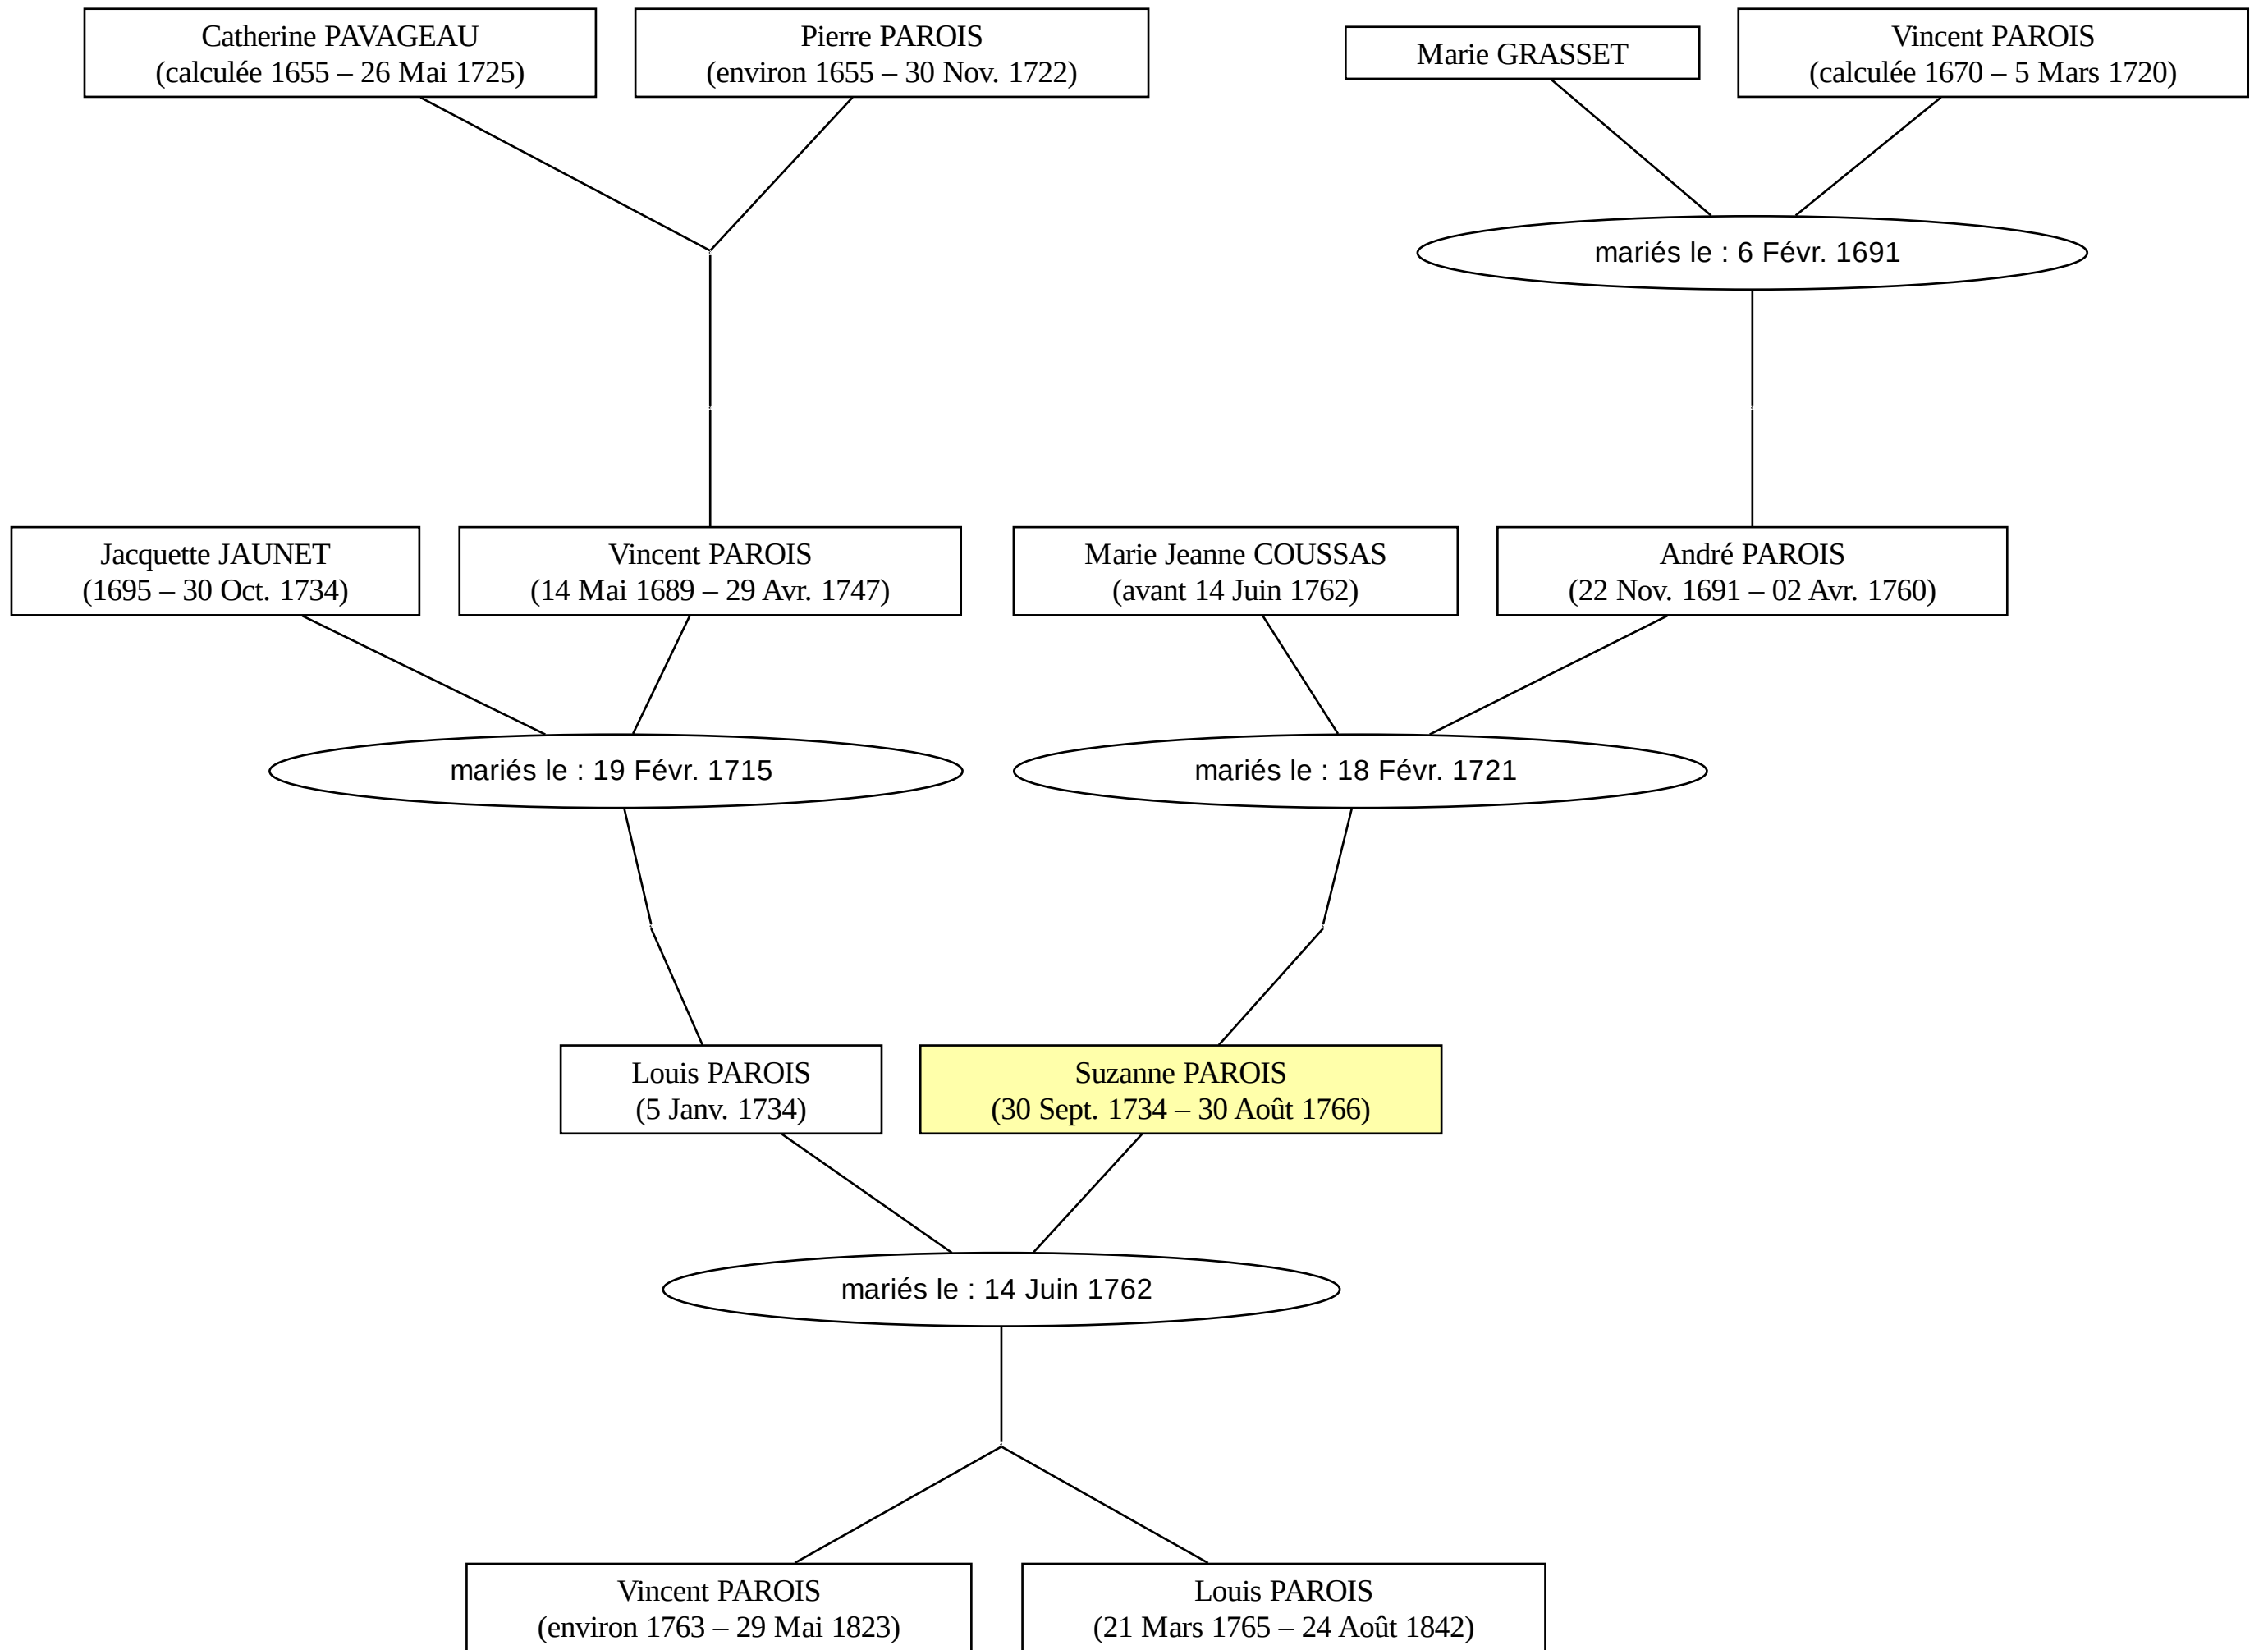 Catherine PAVAGEAU
(calculée 1655 – 26 Mai 1725)
Pierre PAROIS
(environ 1655 – 30 Nov. 1722)
Marie GRASSET
Vincent PAROIS
(calculée 1670 – 5 Mars 1720)
mariés le : 6 Févr. 1691
Jacquette JAUNET
(1695 – 30 Oct. 1734)
Vincent PAROIS
(14 Mai 1689 – 29 Avr. 1747)
Marie Jeanne COUSSAS
(avant 14 Juin 1762)
André PAROIS
(22 Nov. 1691 – 02 Avr. 1760)
mariés le : 19 Févr. 1715
mariés le : 18 Févr. 1721
Louis PAROIS
(5 Janv. 1734)
Suzanne PAROIS
(30 Sept. 1734 – 30 Août 1766)
mariés le : 14 Juin 1762
Vincent PAROIS
(environ 1763 – 29 Mai 1823)
Louis PAROIS
(21 Mars 1765 – 24 Août 1842)